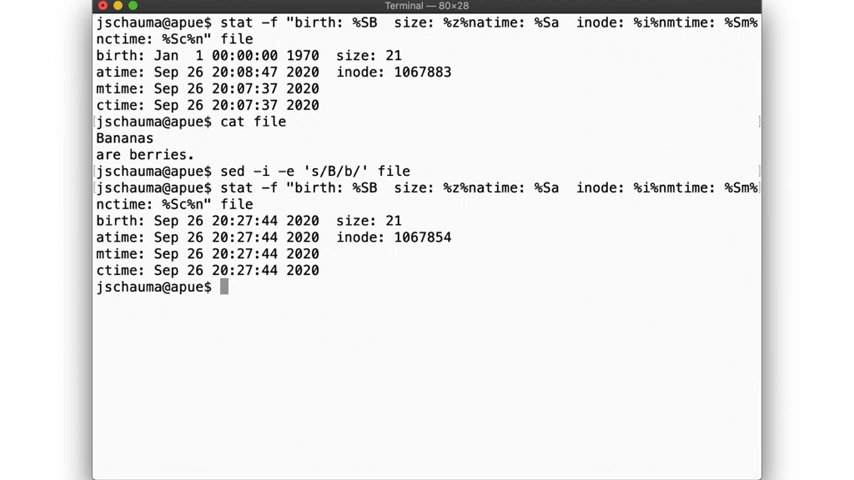 Terminal — 80×28
jschauma@apue$ stat -f "birth: %SB  size: %z%natime: %Sa  inode: %i%nmtime: %Sm%
nctime: %Sc%n" file
birth: Jan  1 00:00:00 1970  size: 21
atime: Sep 26 20:08:47 2020  inode: 1067883
mtime: Sep 26 20:07:37 2020
ctime: Sep 26 20:07:37 2020
[jschauma@apue$ cat file ]
Bananas
are berries.
[jschauma@apue$ sed -i -e 's/B/b/' file ]
[jschauma@apue$ stat -f "birth: %SB  size: %z%natime: %Sa  inode: %i%nmtime: %Sm%]
nctime: %Sc%n" file
birth: Sep 26 20:27:44 2020  size: 21
atime: Sep 26 20:27:44 2020  inode: 1067854
mtime: Sep 26 20:27:44 2020
ctime: Sep 26 20:27:44 2020
jschauma@apue$